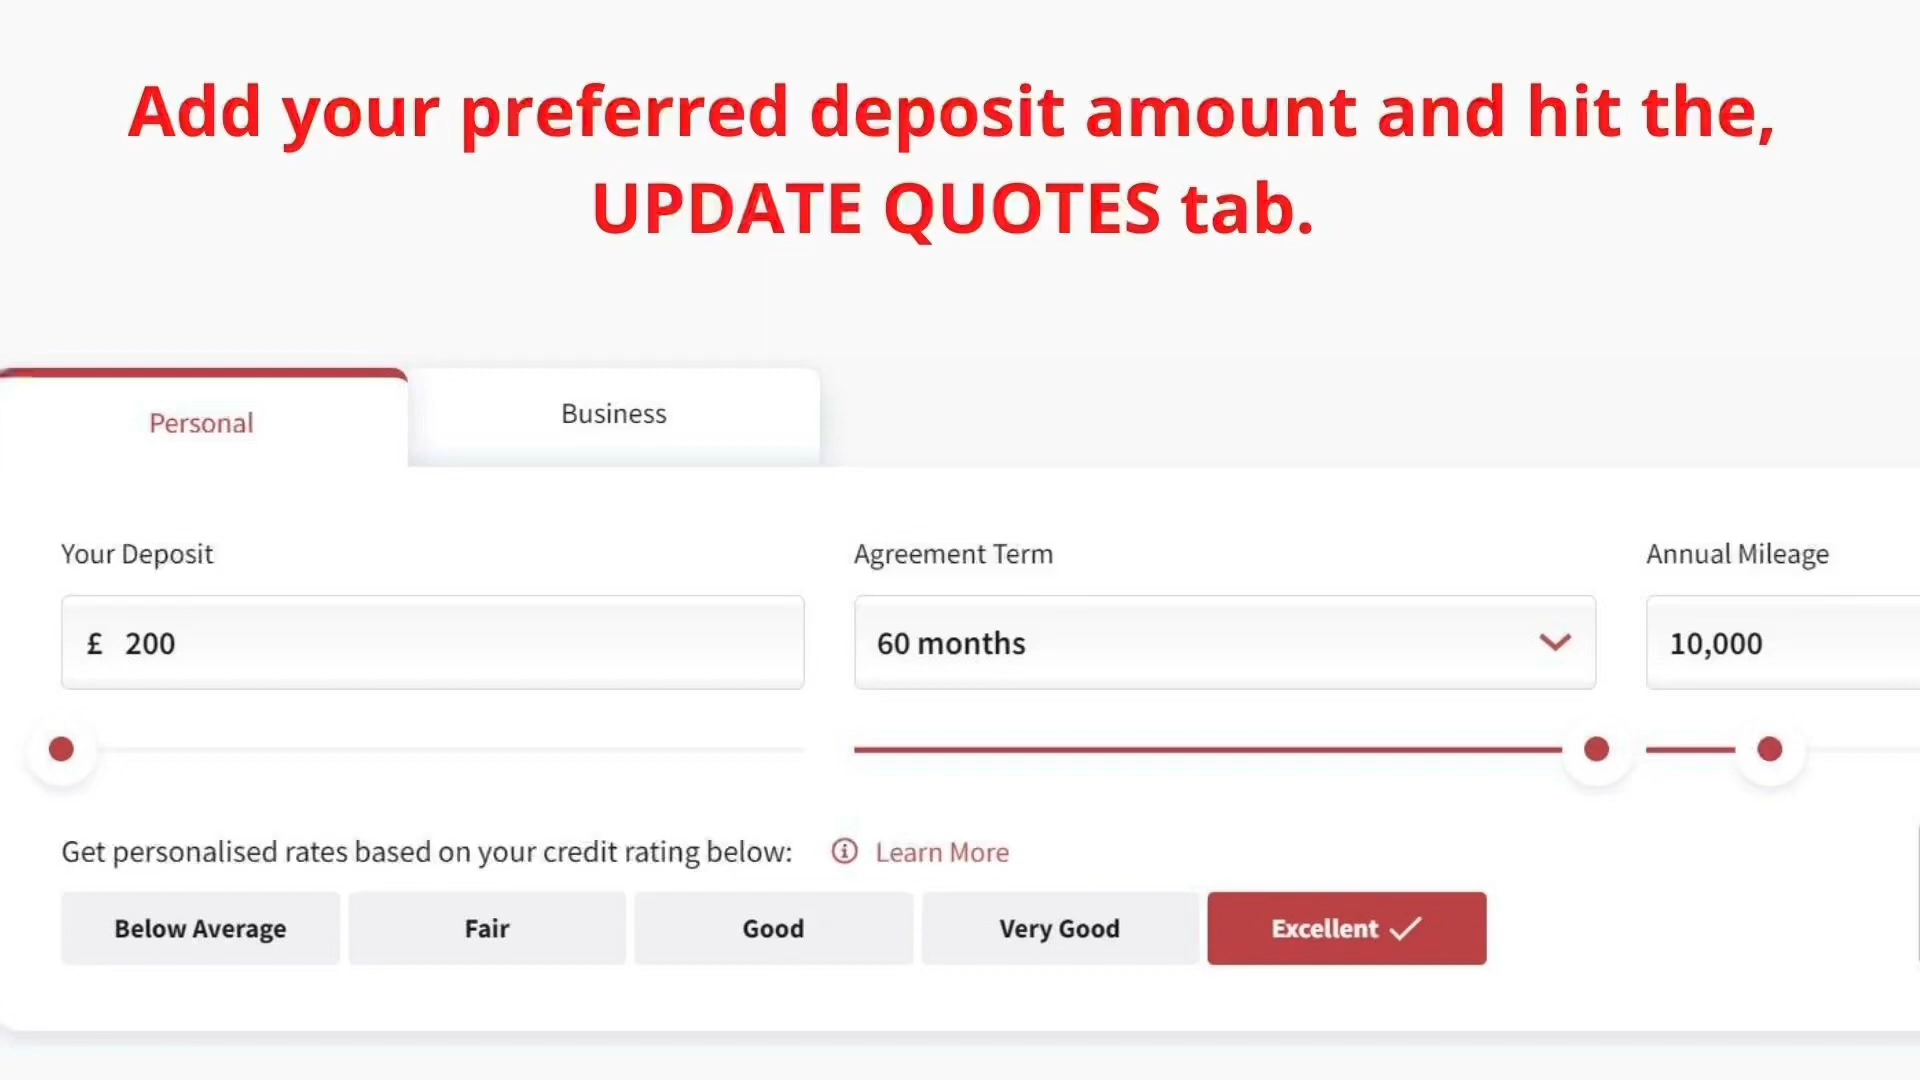 Add your preferred deposit amount and hit the,
UPDATE QUOTES tab.
Personal
Business
Your Deposit
Agreement Term
Annual Mileage
£ 200
60 months
10,000
Get personalised rates based on your credit rating below:
Learn More
Below Average
Fair
Good
Very Good
Excellent